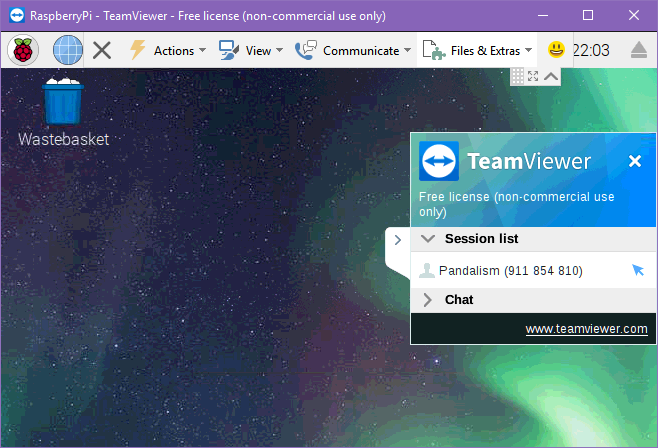 RaspberryPi - TeamViewer - Free license (non-commercial use only)
Actions View Communicate Files & Extras 22:03
Wastebasket
TeamViewer
Free license (non-commercial use
only)
Session list
Pandalism (911 854 810)
Chat
www.teamviewer.com